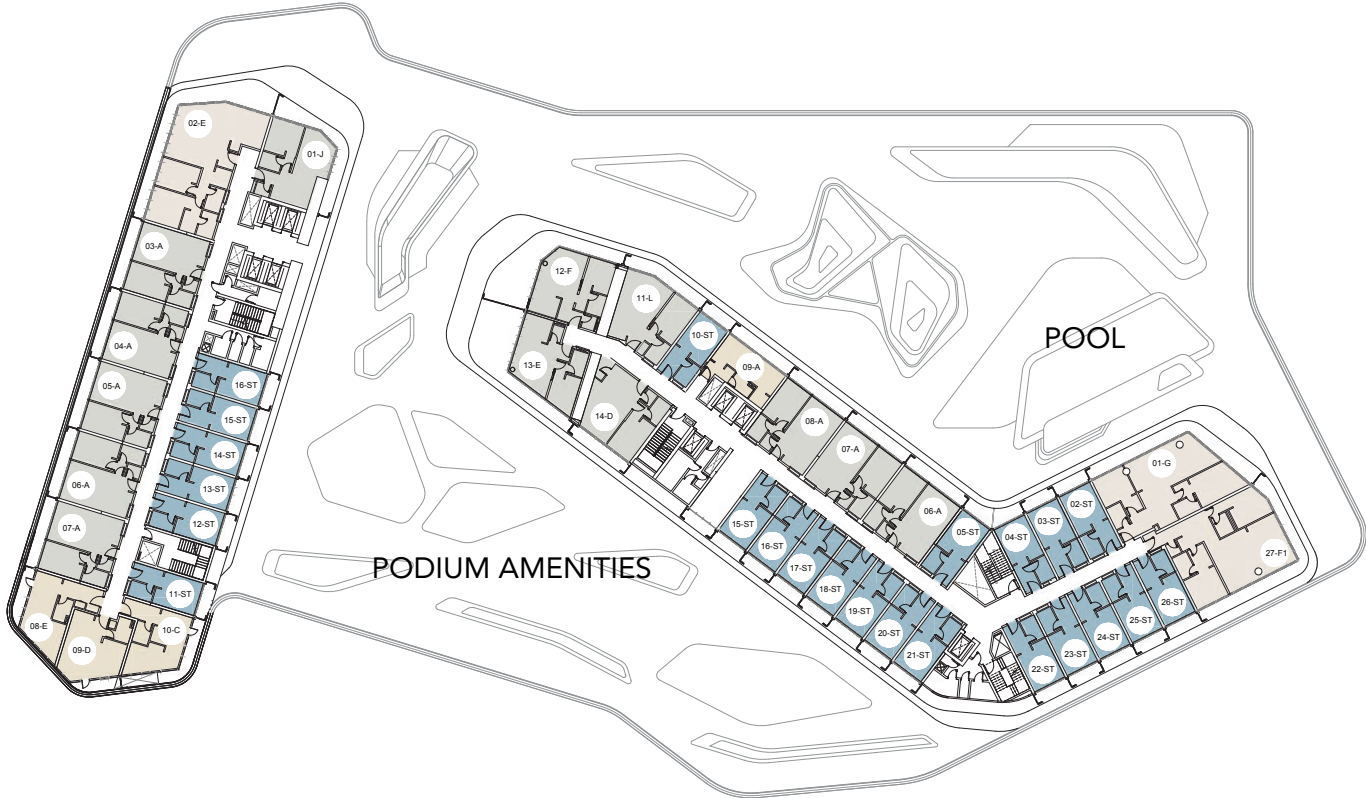 02-E
01-J
03-A
04-A
05-A
06-A
07-A
08-E
09-D
10-C
11-ST
12-ST
13-ST
14-ST
15-ST
16-ST
12-F
11-L
10-ST
13-E
09-A
14-D
08-A
07-A
06-A
05-ST
04-ST
03-ST
02-ST
01-G
27-F1
15-ST
16-ST
17-ST
18-ST
19-ST
20-ST
21-ST
22-ST
23-ST
24-ST
25-ST
26-ST
POOL
PODIUM AMENITIES